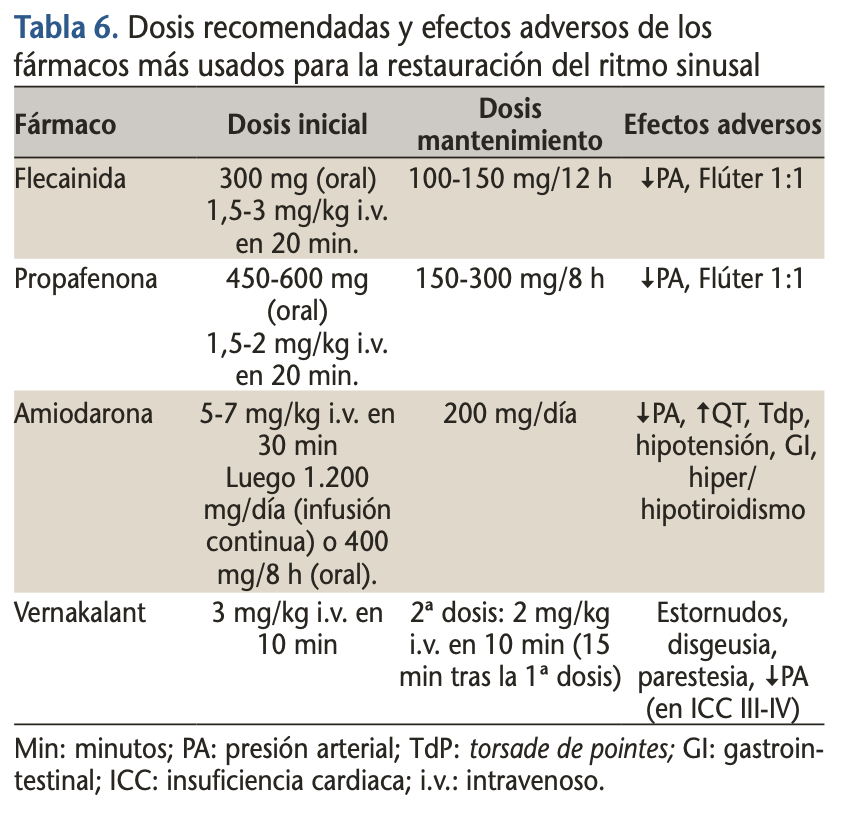 Tabla 6. Dosis recomendadas y efectos adversos de los
fármacos más usados para la restauración del ritmo sinusal
Fármaco Dosis inicial Dosis mantenimiento Efectos adversos
Flecainida 300 mg (oral) 100-150 mg/12 h ↓PA, Flúter 1:1
1,5-3 mg/kg i.v.
en 20 min.
Propafenona 450-600 mg 150-300 mg/8 h ↓PA, Flúter 1:1
(oral)
1,5-2 mg/kg i.v.
en 20 min.
Amiodarona 5-7 mg/kg i.v. en 200 mg/día ↓PA, ↑QT, Tdp,
30 min hipotensión, GI,
Luego 1.200 hiper/
mg/día (infusión hipotiroidismo
continua) o 400
mg/8 h (oral).
Vernakalant 3 mg/kg i.v. en 2ª dosis: 2 mg/kg Estornudos,
10 min i.v. en 10 min (15 disgeusia,
min tras la 1ª dosis) parestesia, ↓PA
(en ICC III-IV)
Min: minutos; PA: presión arterial; TdP: torsade de pointes; GI: gastroin-
testinal; ICC: insuficiencia cardiaca; i.v.: intravenoso.